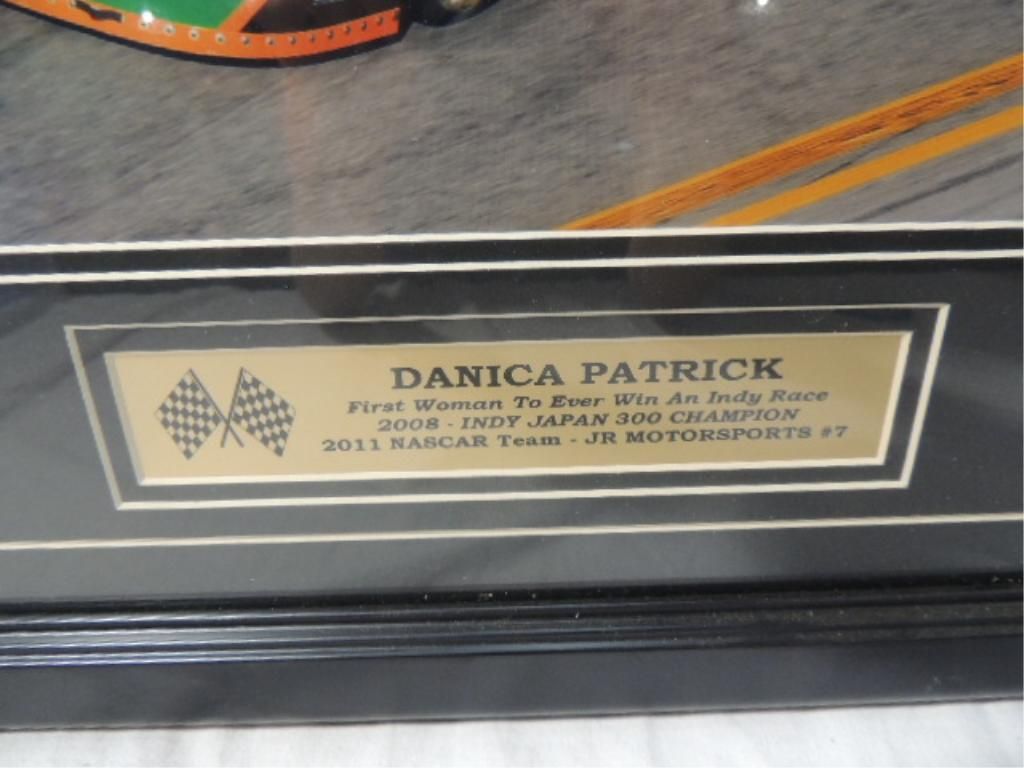 DANICA PATRICK
First Woman To Ever Win An Indy Race
2008 - INDY JAPAN 300 CHAMPION
2011 NASCAR Team - JR MOTORSPORTS #7